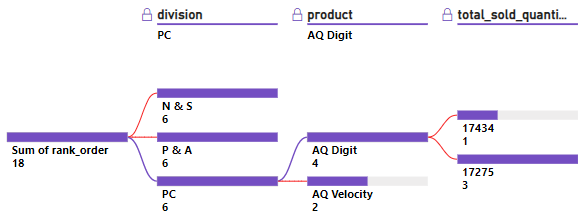 division
product
total_sold_quanti...
PC
AQ Digit
N & S
6
Sum of rank_order
18
P & A
6
PC
6
AQ Digit
4
AQ Velocity
2
17434
1
17275
3